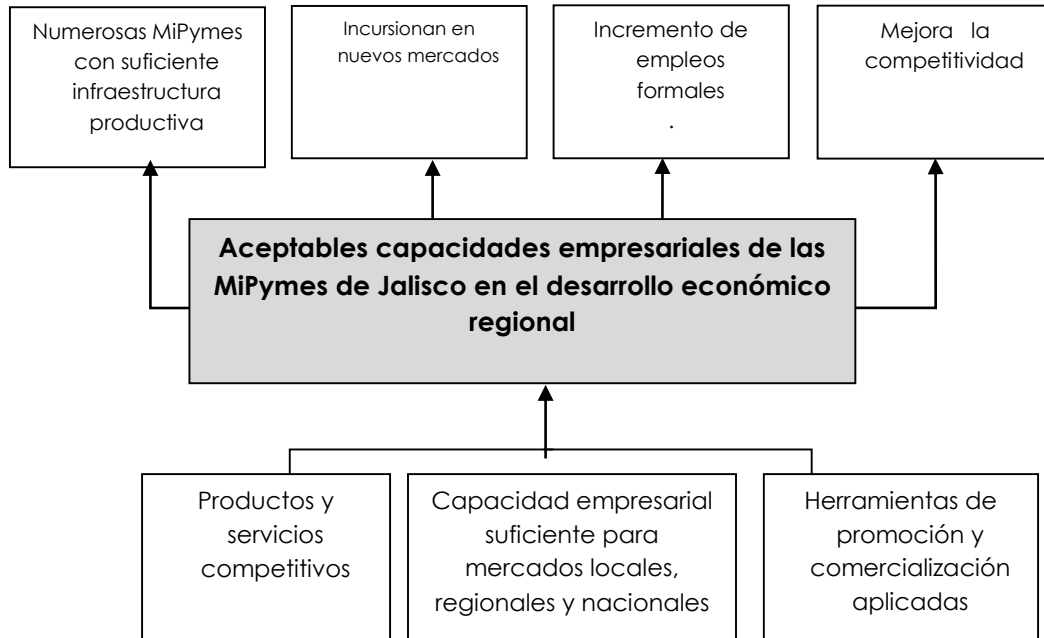 Numerosas MiPymes
con suficiente
infraestructura
productiva
Incursionan en
nuevos mercados
Incremento de
empleos
formales
.
Mejora la
competitividad
Aceptables capacidades empresariales de las
MiPymes de Jalisco en el desarrollo económico
regional
Productos y
servicios
competitivos
Capacidad empresarial
suficiente para
mercados locales,
regionales y nacionales
Herramientas de
promoción y
comercialización
aplicadas